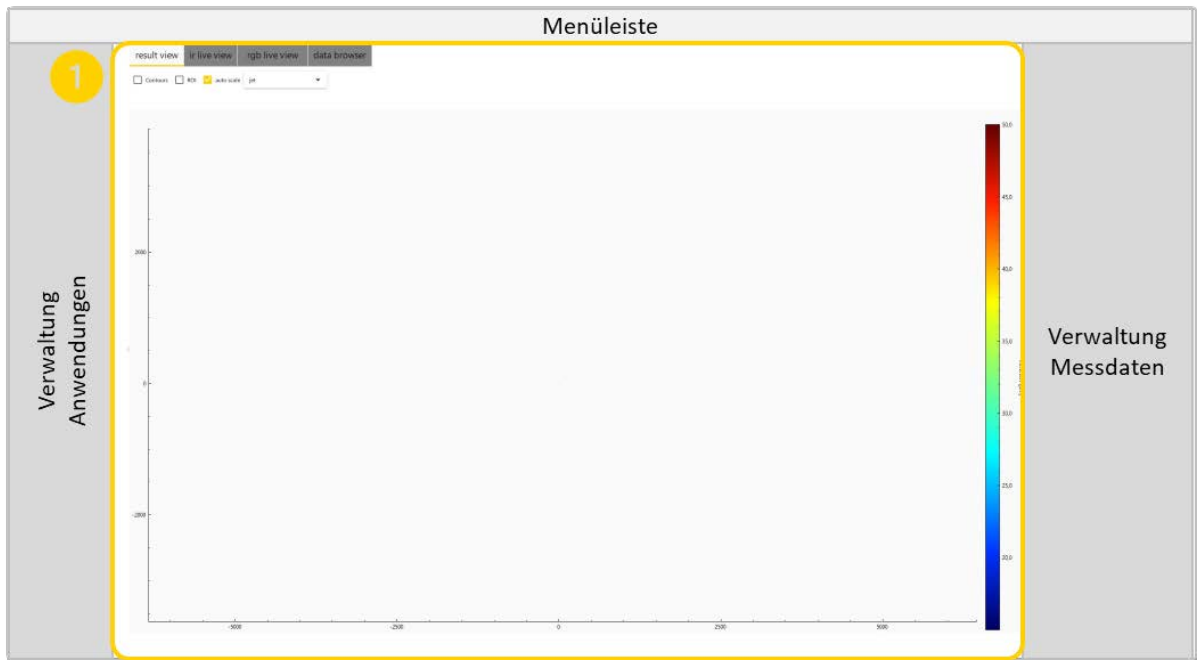 Menüleiste
1
Verwaltung
Anwendungen
result view ir live view rgb live view data browser
Contours ROI auto scale jet
2000
0
-2000
-5000 -2500 0 2500 5000
50,0
45,0
40,0
35,0
30,0
25,0
20,0
Verwaltung
Messdaten